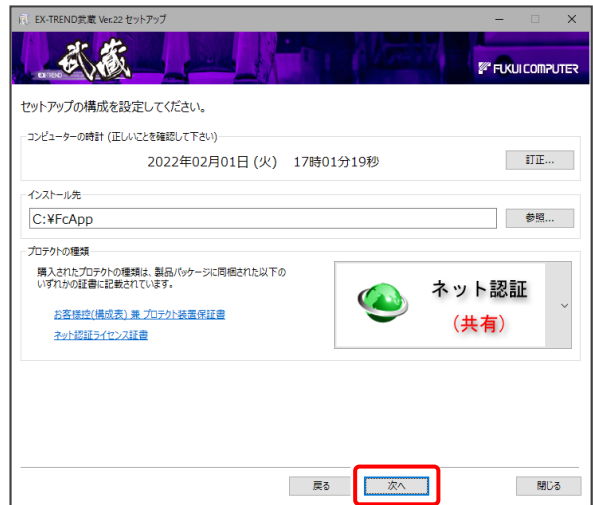 EX-TREND武蔵 Ver.22 セットアップ
EX-TREND 武蔵
FUKUI COMPUTER
セットアップの構成を設定してください。
コンピューターの時計 (正しいことを確認して下さい)
2022年02月01日 (火) 17時01分19秒
訂正...
インストール先
C:¥FcApp
参照...
プロテクトの種類
購入されたプロテクトの種類は、製品パッケージに同梱された以下の
いずれかの証書に記載されています。
お客様控(構成表) 兼 プロテクト装置保証書
ネット認証ライセンス証書
ネット認証
(共有)
戻る
次へ
閉じる